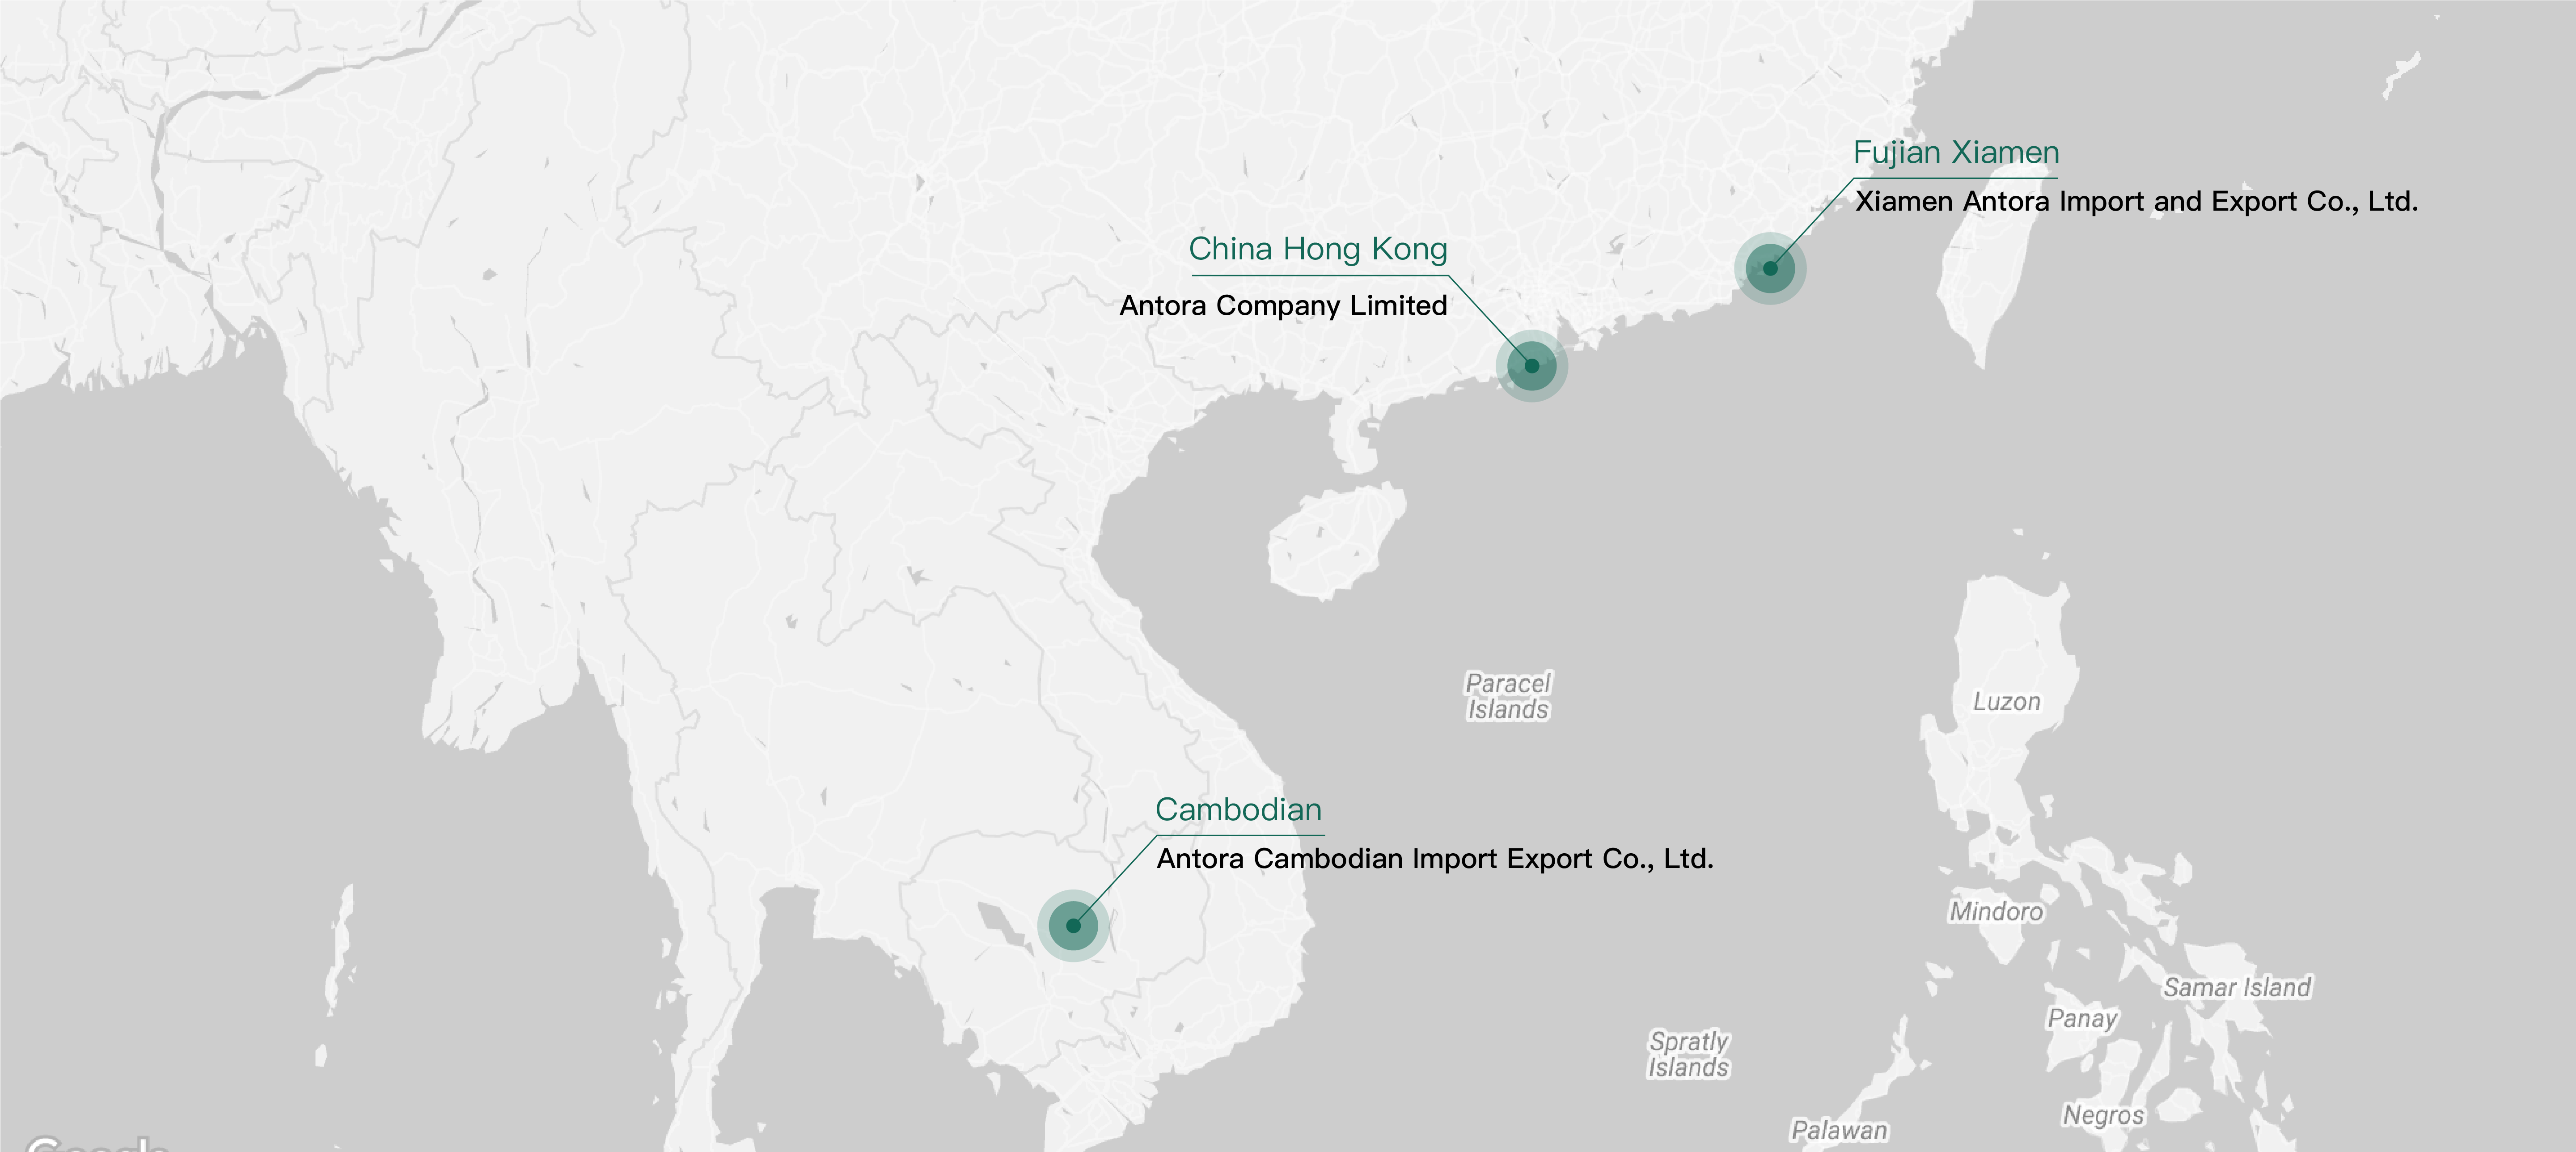 Fujian Xiamen
Xiamen Antora Import and Export Co., Ltd.
China Hong Kong
Antora Company Limited
Paracel
Islands
Luzon
Cambodian
Antora Cambodian Import Export Co., Ltd.
Mindoro
Samar Island
Panay
Spratly
Islands
Negros
Palawan
Google